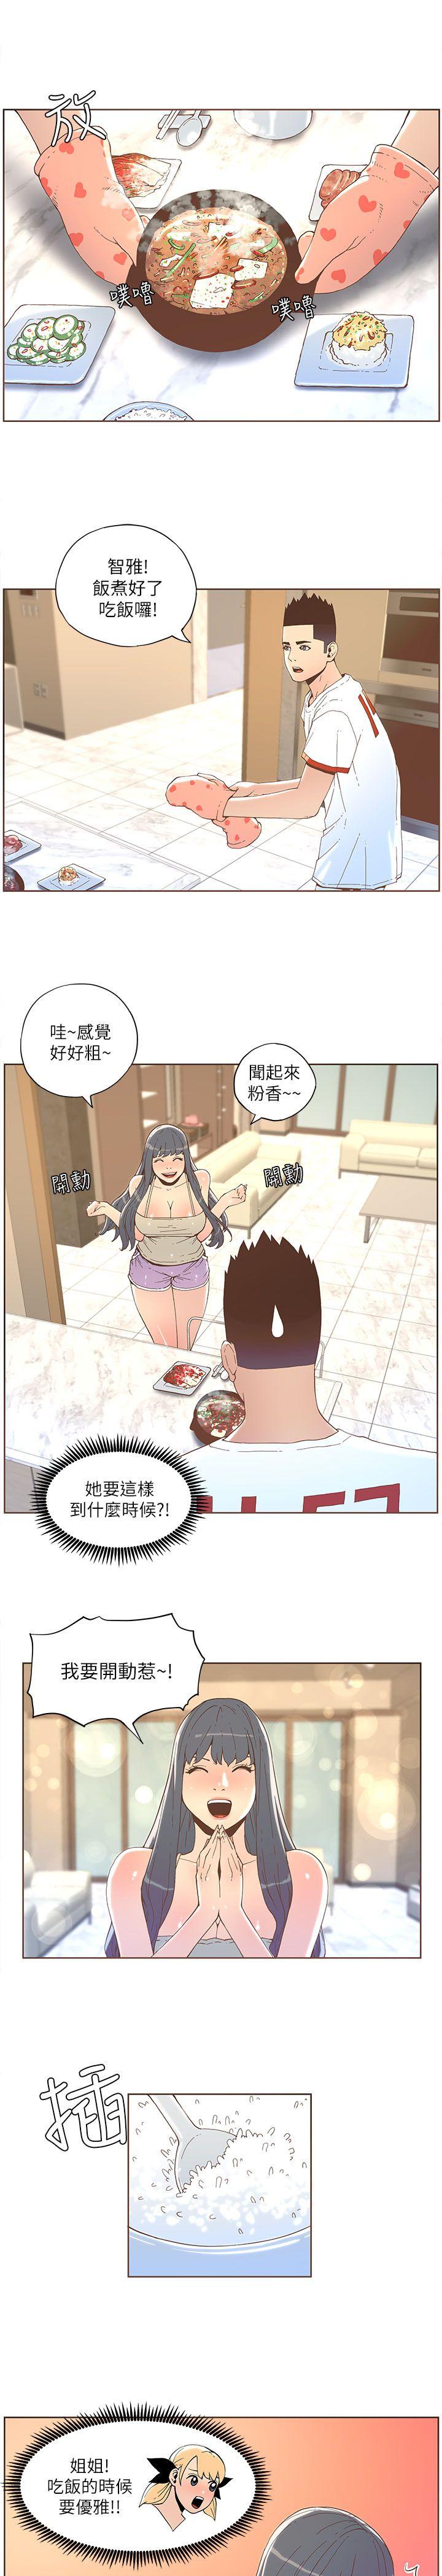 放
噗嚕
噗嚕
智雅!
飯煮好了
吃飯囉!
哇~感覺
好好粗~
聞起來
粉香~~
開動
開動
她要這樣
到什麼時候?!
我要開動惹~!
插
姐姐!
吃飯的時候
要優雅!!